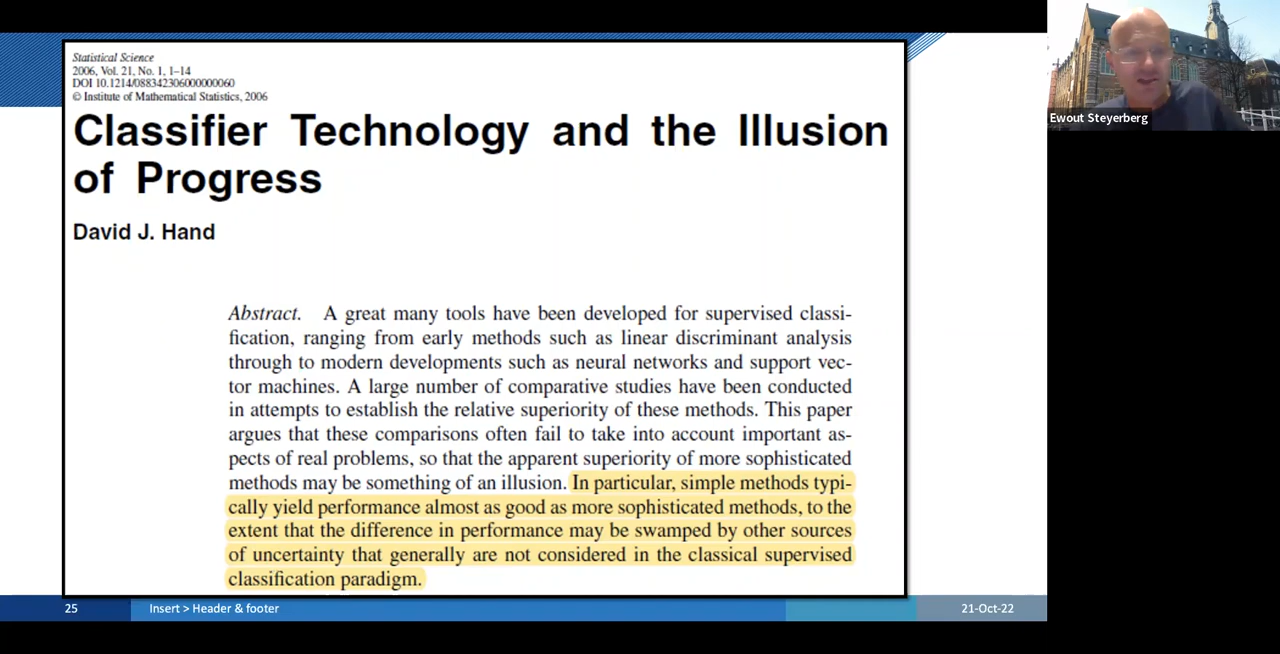 Statistical Science
2006, Vol. 21, No. 1, 1–14
DOI 10.1214/088342306000000060
© Institute of Mathematical Statistics, 2006
Classifier Technology and the Illusion
of Progress
David J. Hand
Abstract. A great many tools have been developed for supervised classi-
fication, ranging from early methods such as linear discriminant analysis
through to modern developments such as neural networks and support vec-
tor machines. A large number of comparative studies have been conducted
in attempts to establish the relative superiority of these methods. This paper
argues that these comparisons often fail to take into account important as-
pects of real problems, so that the apparent superiority of more sophisticated
methods may be something of an illusion. In particular, simple methods typi-
cally yield performance almost as good as more sophisticated methods, to the
extent that the difference in performance may be swamped by other sources
of uncertainty that generally are not considered in the classical supervised
classification paradigm.
25
Insert > Header & footer
21-Oct-22
Ewout Steyerberg